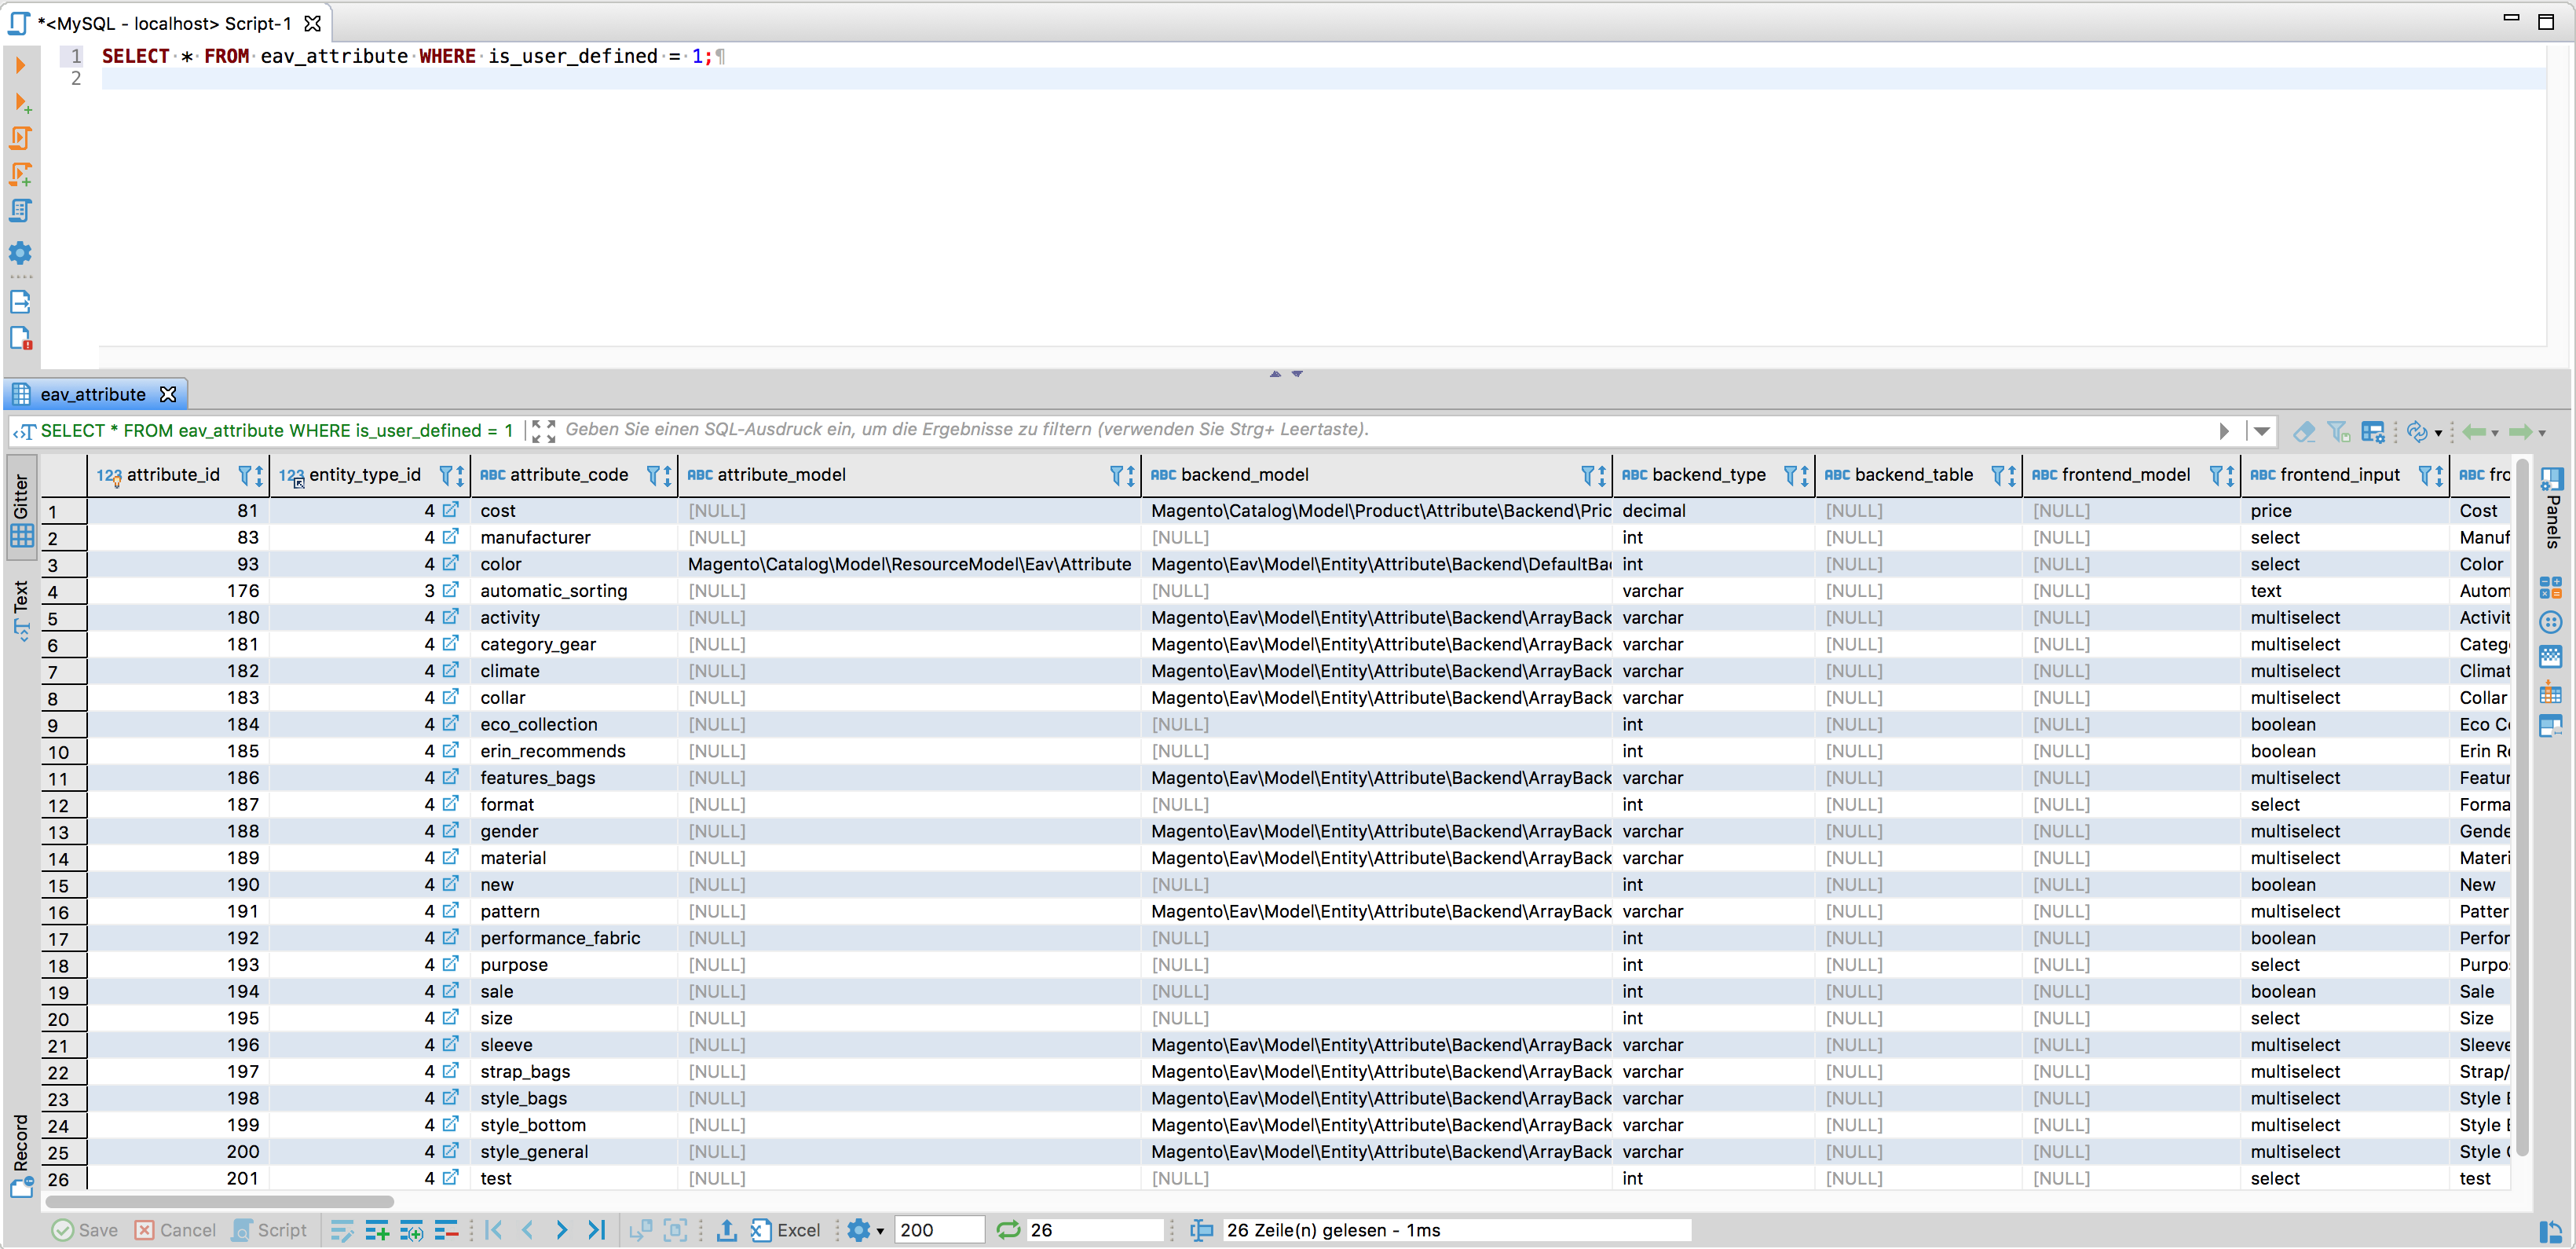 *<MySQL - localhost> Script-1
1 SELECT * FROM eav_attribute WHERE is_user_defined = 1;¶
2
eav_attribute
SELECT * FROM eav_attribute WHERE is_user_defined = 1 Geben Sie einen SQL-Ausdruck ein, um die Ergebnisse zu filtern (verwenden Sie Strg+ Leertaste).
Gitter
Text
Record
Panels
123 attribute_id 123 entity_type_id ABC attribute_code ABC attribute_model ABC backend_model ABC backend_type ABC backend_table ABC frontend_model ABC frontend_input ABC fro
1 81 4 cost [NULL] Magento\Catalog\Model\Product\Attribute\Backend\Pric decimal [NULL] [NULL] price Cost
2 83 4 manufacturer [NULL] [NULL] int [NULL] [NULL] select Manuf
3 93 4 color Magento\Catalog\Model\ResourceModel\Eav\Attribute Magento\Eav\Model\Entity\Attribute\Backend\DefaultBa int [NULL] [NULL] select Color
4 176 3 automatic_sorting [NULL] [NULL] varchar [NULL] [NULL] text Autom
5 180 4 activity [NULL] Magento\Eav\Model\Entity\Attribute\Backend\ArrayBack varchar [NULL] [NULL] multiselect Activit
6 181 4 category_gear [NULL] Magento\Eav\Model\Entity\Attribute\Backend\ArrayBack varchar [NULL] [NULL] multiselect Categ
7 182 4 climate [NULL] Magento\Eav\Model\Entity\Attribute\Backend\ArrayBack varchar [NULL] [NULL] multiselect Climat
8 183 4 collar [NULL] Magento\Eav\Model\Entity\Attribute\Backend\ArrayBack varchar [NULL] [NULL] multiselect Collar
9 184 4 eco_collection [NULL] [NULL] int [NULL] [NULL] boolean Eco C
10 185 4 erin_recommends [NULL] [NULL] int [NULL] [NULL] boolean Erin R
11 186 4 features_bags [NULL] Magento\Eav\Model\Entity\Attribute\Backend\ArrayBack varchar [NULL] [NULL] multiselect Featur
12 187 4 format [NULL] [NULL] int [NULL] [NULL] select Forma
13 188 4 gender [NULL] Magento\Eav\Model\Entity\Attribute\Backend\ArrayBack varchar [NULL] [NULL] multiselect Gende
14 189 4 material [NULL] Magento\Eav\Model\Entity\Attribute\Backend\ArrayBack varchar [NULL] [NULL] multiselect Materi
15 190 4 new [NULL] [NULL] int [NULL] [NULL] boolean New
16 191 4 pattern [NULL] Magento\Eav\Model\Entity\Attribute\Backend\ArrayBack varchar [NULL] [NULL] multiselect Patter
17 192 4 performance_fabric [NULL] [NULL] int [NULL] [NULL] boolean Perfor
18 193 4 purpose [NULL] [NULL] int [NULL] [NULL] select Purpo
19 194 4 sale [NULL] [NULL] int [NULL] [NULL] boolean Sale
20 195 4 size [NULL] [NULL] int [NULL] [NULL] select Size
21 196 4 sleeve [NULL] Magento\Eav\Model\Entity\Attribute\Backend\ArrayBack varchar [NULL] [NULL] multiselect Sleeve
22 197 4 strap_bags [NULL] Magento\Eav\Model\Entity\Attribute\Backend\ArrayBack varchar [NULL] [NULL] multiselect Strap/
23 198 4 style_bags [NULL] Magento\Eav\Model\Entity\Attribute\Backend\ArrayBack varchar [NULL] [NULL] multiselect Style
24 199 4 style_bottom [NULL] Magento\Eav\Model\Entity\Attribute\Backend\ArrayBack varchar [NULL] [NULL] multiselect Style
25 200 4 style_general [NULL] Magento\Eav\Model\Entity\Attribute\Backend\ArrayBack varchar [NULL] [NULL] multiselect Style
26 201 4 test [NULL] [NULL] int [NULL] [NULL] select test
Save Cancel Script Excel 200 26 26 Zeile(n) gelesen - 1ms